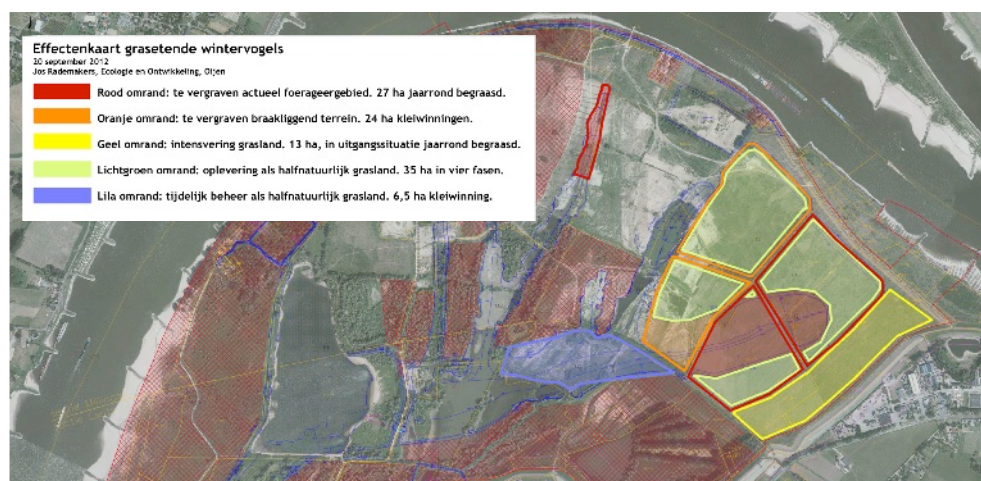 Effectenkaart grasetende wintervogels
20 september 2012
Jos Rademakers, Ecologie en Ontwikkeling, Oijen
Rood omrand: te vergraven actueel foerageergebied. 27 ha jaarrond begraasd.
Oranje omrand: te vergraven braakliggend terrein. 24 ha kleiwinningen.
Geel omrand: intensvering grasland. 13 ha, in uitgangssituatie jaarrond begraasd.
Lichtgroen omrand: oplevering als halfnatuurlijk grasland. 35 ha in vier fasen.
Lila omrand: tijdelijk beheer als halfnatuurlijk grasland. 6,5 ha kleiwinning.